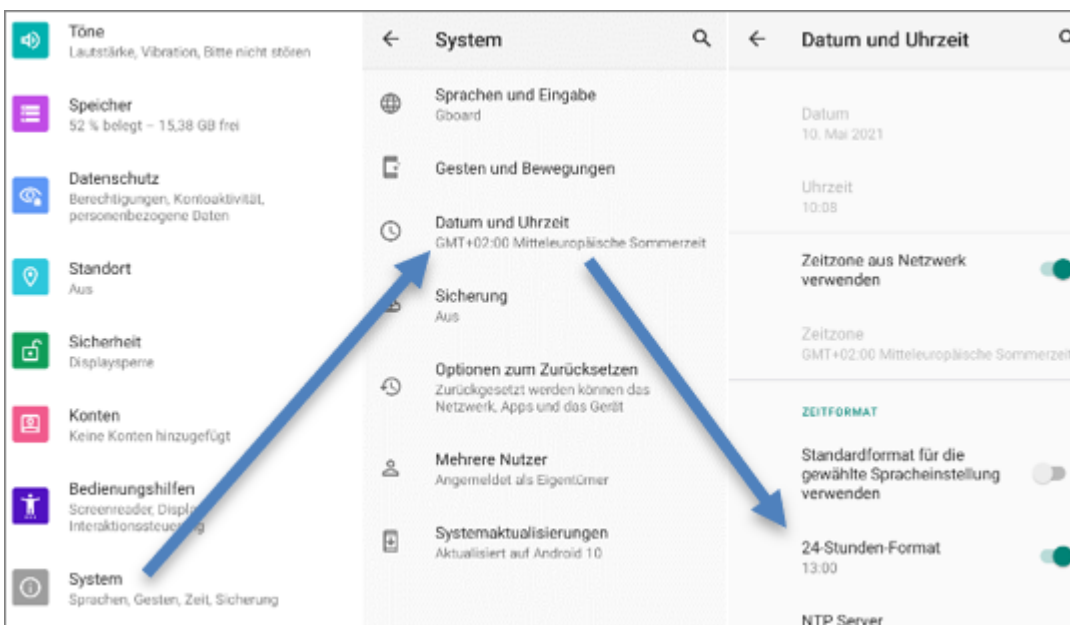 Töne
Lautstärke, Vibration, Bitte nicht stören
Speicher
52 % belegt – 15,38 GB frei
Datenschutz
Berechtigungen, Kontoaktivität,
personenbezogene Daten
Standort
Aus
Sicherheit
Displaysperre
Konten
Keine Konten hinzugefügt
Bedienungshilfen
Screenreader, Display
Interaktionssteuerung
System
Sprachen, Gesten, Zeit, Sicherung
System
Sprachen und Eingabe
Gboard
Gesten und Bewegungen
Datum und Uhrzeit
GMT+02:00 Mitteleuropäische Sommerzeit
Sicherung
Aus
Optionen zum Zurücksetzen
Zurückgesetzt werden können das
Netzwerk, Apps und das Gerät
Mehrere Nutzer
Angemeldet als Eigentümer
Systemaktualisierungen
Aktualisiert auf Android 10
Datum und Uhrzeit
Datum
10. Mai 2021
Uhrzeit
10:08
Zeitzone aus Netzwerk
verwenden
Zeitzone
GMT+02:00 Mitteleuropäische Sommerzeit
ZEITFORMAT
Standardformat für die
gewählte Spracheinstellung
verwenden
24-Stunden-Format
13:00
NTP Server